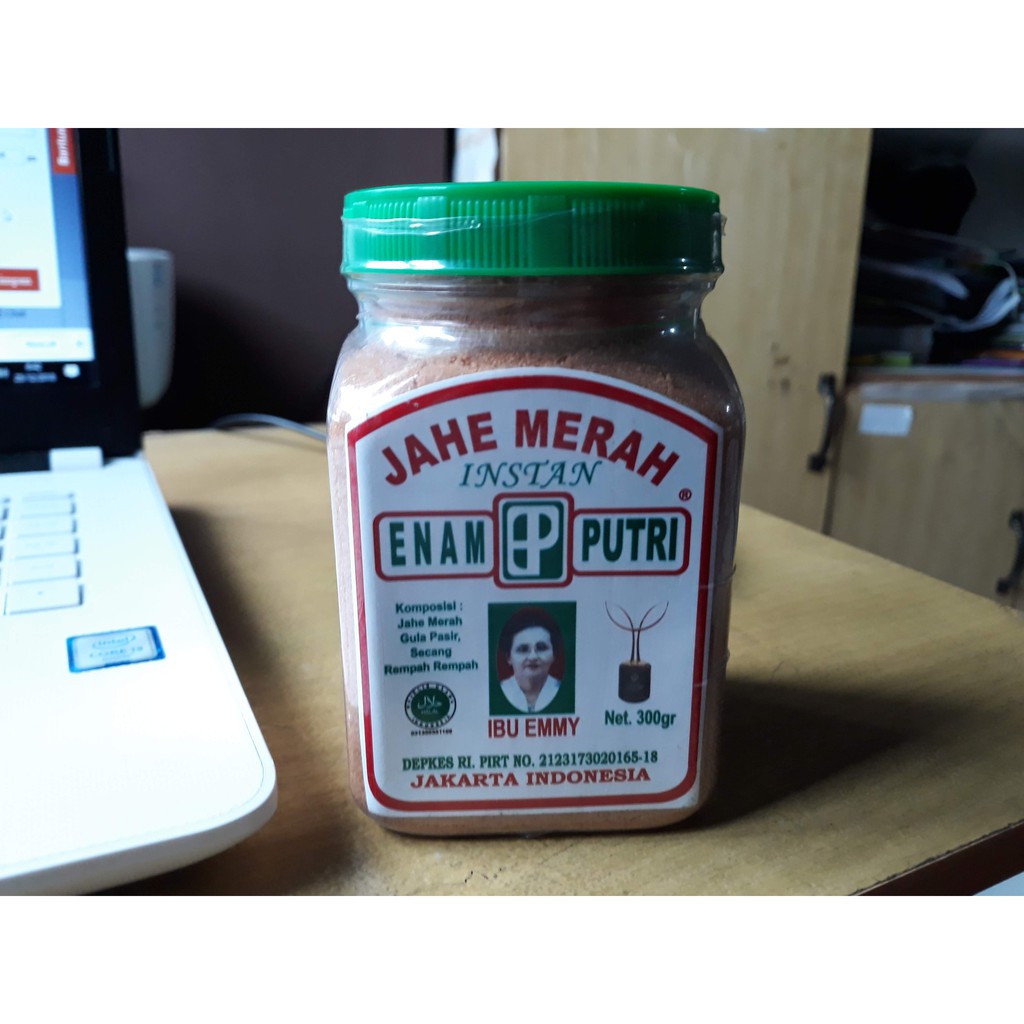 JAHE MERAH
INSTAN
®
ENAM EP PUTRI
Komposisi :
Jahe Merah
Gula Pasir,
Secang
Rempah Rempah
IBU EMMY
Net. 300gr
DEPKES RI. PIRT NO. 2123173020165-18
JAKARTA INDONESIA